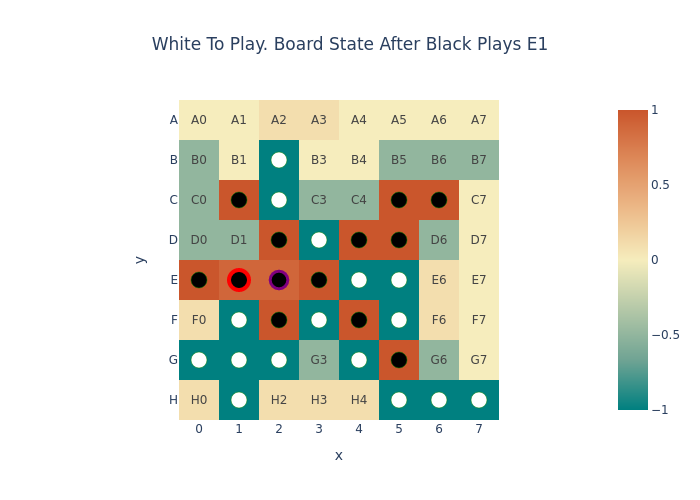 White To Play. Board State After Black Plays E1
A A0 A1 A2 A3 A4 A5 A6 A7
B B0 B1 B3 B4 B5 B6 B7
C C0 C3 C4 C7
D D0 D1 D6 D7
E E6 E7
F F0 F6 F7
G G3 G6 G7
H H0 H2 H3 H4
0 1 2 3 4 5 6 7
x
y
1
0.5
0
−0.5
−1